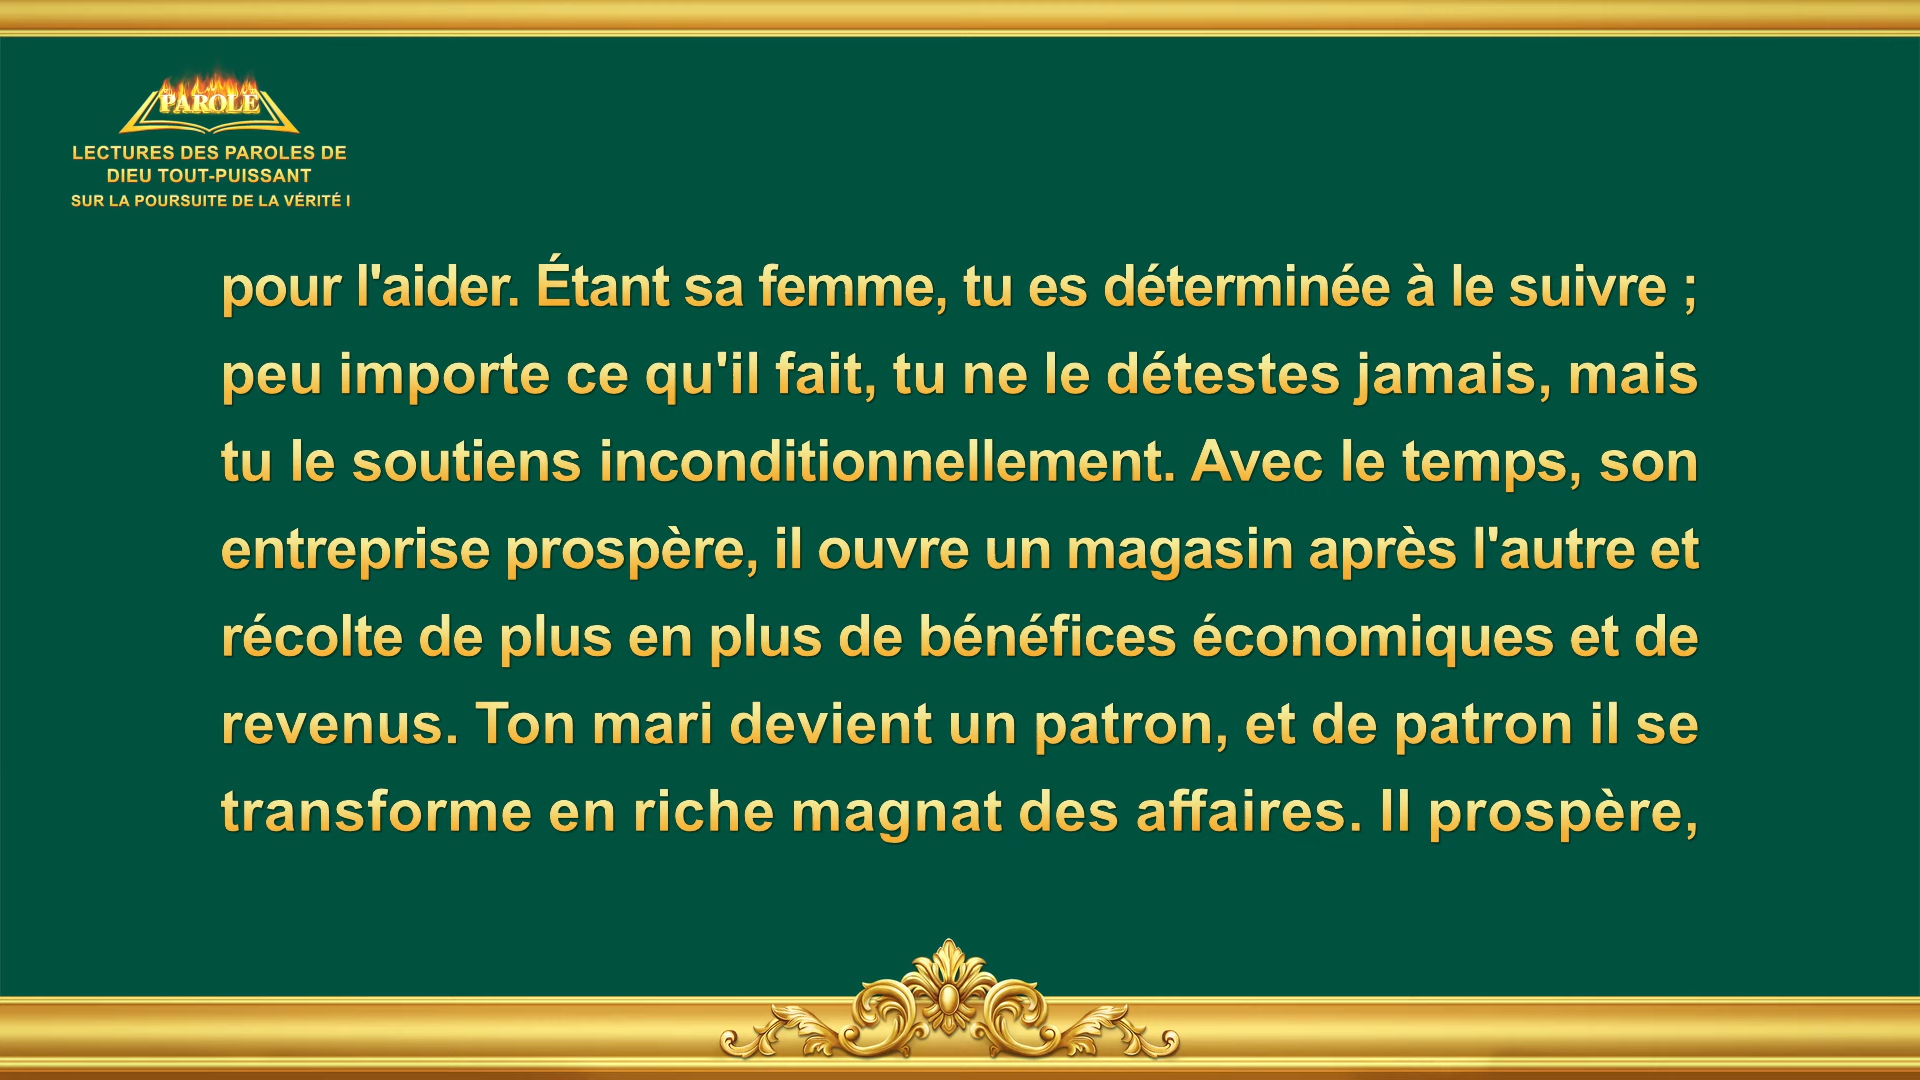 PAROLE
LECTURES DES PAROLES DE
DIEU TOUT-PUISSANT
SUR LA POURSUITE DE LA VÉRITÉ I
pour l'aider. Étant sa femme, tu es déterminée à le suivre ;
peu importe ce qu'il fait, tu ne le détestes jamais, mais
tu le soutiens inconditionnellement. Avec le temps, son
entreprise prospère, il ouvre un magasin après l'autre et
récolte de plus en plus de bénéfices économiques et de
revenus. Ton mari devient un patron, et de patron il se
transforme en riche magnat des affaires. Il prospère,